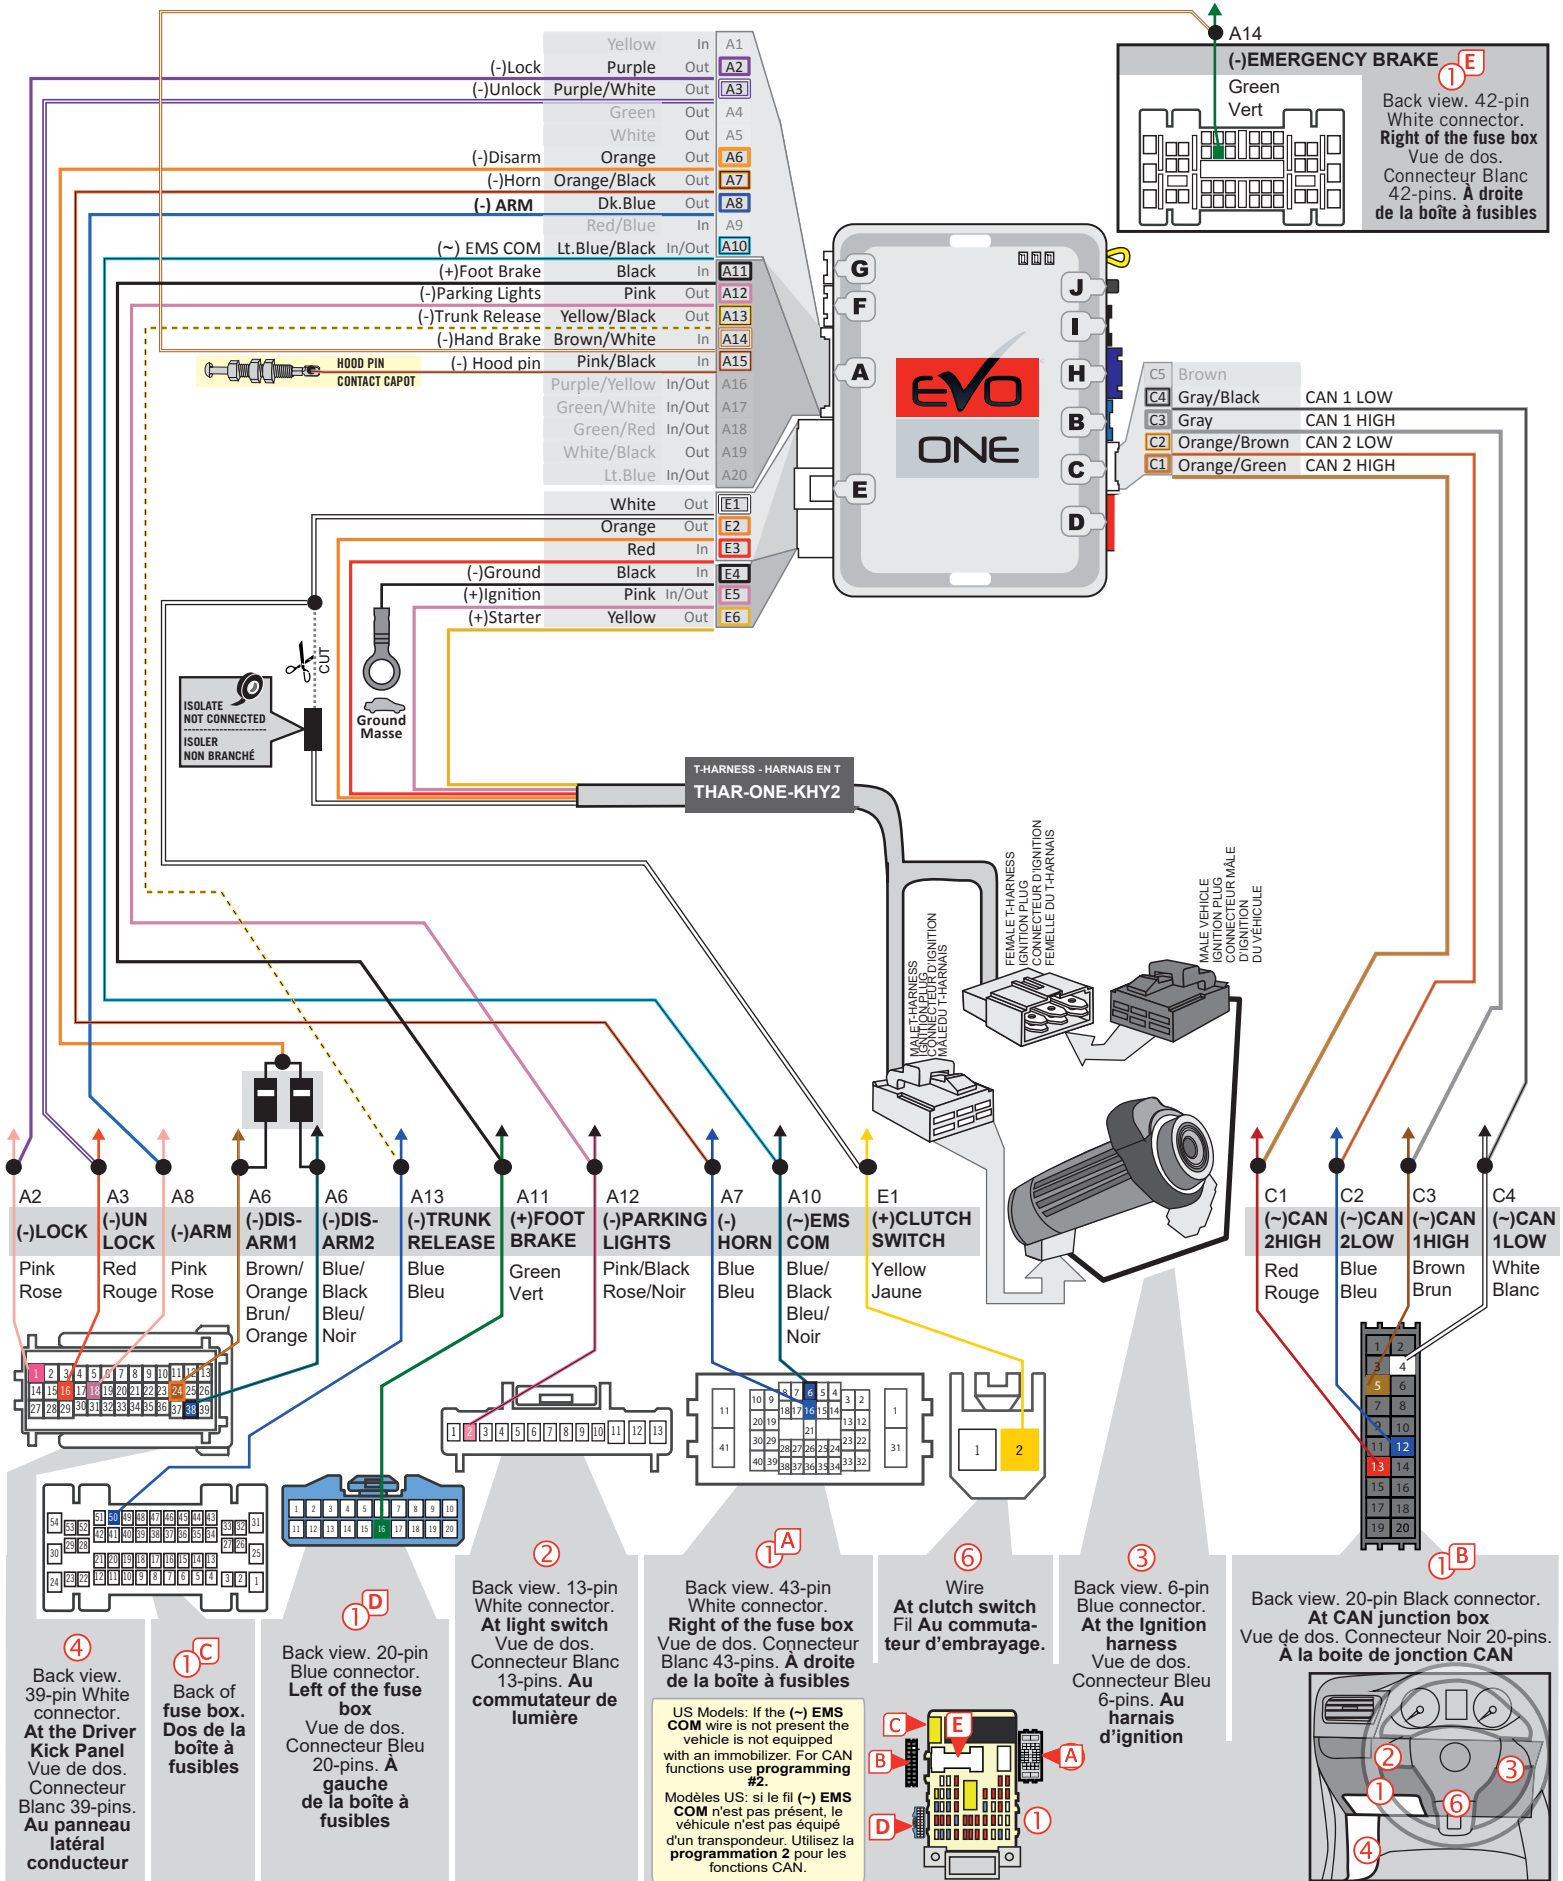 Yellow In A1
(-)Lock Purple Out A2
(-)Unlock Purple/White Out A3
Green Out A4
White Out A5
(-)Disarm Orange Out A6
(-)Horn Orange/Black Out A7
(-) ARM Dk.Blue Out A8
Red/Blue In A9
(~) EMS COM Lt.Blue/Black In/Out A10
(+)Foot Brake Black In A11
(-)Parking Lights Pink Out A12
(-)Trunk Release Yellow/Black Out A13
(-)Hand Brake Brown/White In A14
(-) Hood pin Pink/Black In A15
Purple/Yellow In/Out A16
Green/White In/Out A17
Green/Red In/Out A18
White/Black Out A19
Lt.Blue In/Out A20
White Out E1
Orange Out E2
Red In E3
(-)Ground Black In E4
(+)Ignition Pink In/Out E5
(+)Starter Yellow Out E6
HOOD PIN
CONTACT CAPOT
A14
(-)EMERGENCY BRAKE
1 E
Green
Vert
Back view. 42-pin
White connector.
Right of the fuse box
Vue de dos.
Connecteur Blanc
42-pins. À droite
de la boîte à fusibles
G
F
A
E
J
I
H
B
C
D
EVO
ONE
C5 Brown
C4 Gray/Black CAN 1 LOW
C3 Gray CAN 1 HIGH
C2 Orange/Brown CAN 2 LOW
C1 Orange/Green CAN 2 HIGH
CUT
ISOLATE
NOT CONNECTED
ISOLER
NON BRANCHÉ
Ground
Masse
T-HARNESS - HARNAIS EN T
THAR-ONE-KHY2
MALE T-HARNESS
IGNITION PLUG
CONNECTEUR D'IGNITION
MÂLEDU T-HARNAIS
FEMALE T-HARNESS
IGNITION PLUG
CONNECTEUR D'IGNITION
FEMELLE DU T-HARNAIS
MALE VEHICLE
IGNITION PLUG
CONNECTEUR MÂLE
D'IGNITION
DU VÉHICULE
A2
(-)LOCK
Pink
Rose
A3
(-)UN
LOCK
Red
Rouge
A8
(-)ARM
Pink
Rose
A6
(-)DIS-
ARM1
Brown/
Orange
Brun/
Orange
A6
(-)DIS-
ARM2
Blue/
Black
Bleu/
Noir
A13
(-)TRUNK
RELEASE
Blue
Bleu
A11
(+)FOOT
BRAKE
Green
Vert
A12
(-)PARKING
LIGHTS
Pink/Black
Rose/Noir
A7
(-)
HORN
Blue
Bleu
A10
(~)EMS
COM
Blue/
Black
Bleu/
Noir
E1
(+)CLUTCH
SWITCH
Yellow
Jaune
C1
(~)CAN
2HIGH
Red
Rouge
C2
(~)CAN
2LOW
Blue
Bleu
C3
(~)CAN
1HIGH
Brown
Brun
C4
(~)CAN
1LOW
White
Blanc
4
Back view.
39-pin White
connector.
At the Driver
Kick Panel
Vue de dos.
Connecteur
Blanc 39-pins.
Au panneau
latéral
conducteur
1 C
Back of
fuse box.
Dos de la
boîte à
fusibles
1 D
Back view. 20-pin
Blue connector.
Left of the fuse
box
Vue de dos.
Connecteur Bleu
20-pins. À
gauche
de la boîte à
fusibles
2
Back view. 13-pin
White connector.
At light switch
Vue de dos.
Connecteur Blanc
13-pins. Au
commutateur de
lumière
1 A
Back view. 43-pin
White connector.
Right of the fuse box
Vue de dos. Connecteur
Blanc 43-pins. À droite
de la boîte à fusibles
US Models: If the (~) EMS
COM wire is not present the
vehicle is not equipped
with an immobilizer. For CAN
functions use programming
#2.
Modèles US: si le fil (~) EMS
COM n'est pas présent, le
véhicule n'est pas équipé
d'un transpondeur. Utilisez la
programmation 2 pour les
fonctions CAN.
6
Wire
At clutch switch
Fil Au commuta-
teur d'embrayage.
C
B
E
A
D
1
3
Back view. 6-pin
Blue connector.
At the Ignition
harness
Vue de dos.
Connecteur Bleu
6-pins. Au
harnais
d'ignition
1 B
Back view. 20-pin Black connector.
At CAN junction box
Vue de dos. Connecteur Noir 20-pins.
À la boite de jonction CAN
2
3
1
6
4